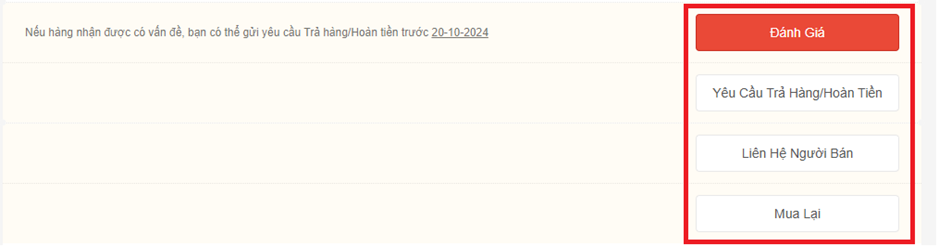 Nếu hàng nhận được có vấn đề, bạn có thể gửi yêu cầu Trả hàng/Hoàn tiền trước 20-10-2024
Đánh Giá
Yêu Cầu Trả Hàng/Hoàn Tiền
Liên Hệ Người Bán
Mua Lại